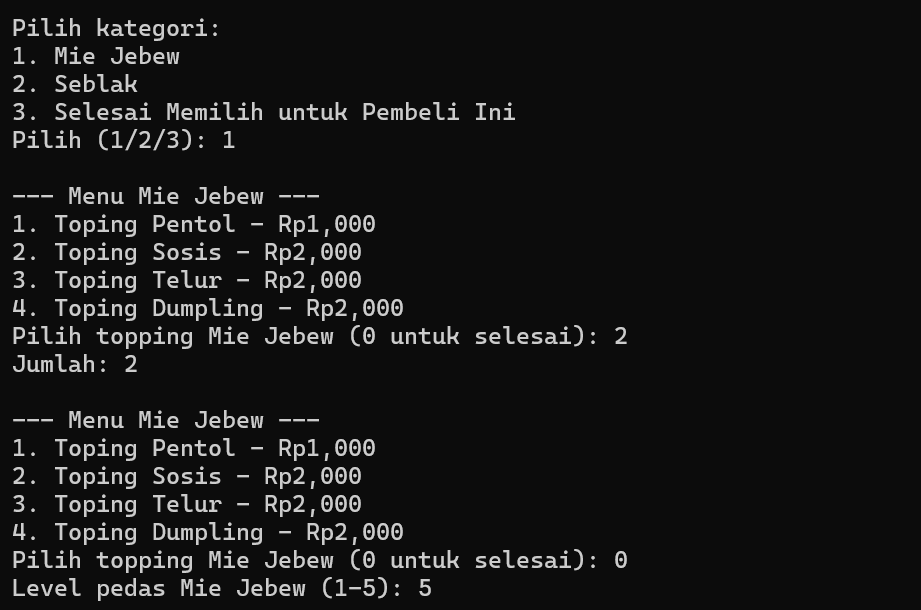 Pilih kategori:
1. Mie Jebew
2. Seblak
3. Selesai Memilih untuk Pembeli Ini
Pilih (1/2/3): 1
--- Menu Mie Jebew ---
1. Toping Pentol - Rp1,000
2. Toping Sosis - Rp2,000
3. Toping Telur - Rp2,000
4. Toping Dumpling - Rp2,000
Pilih topping Mie Jebew (0 untuk selesai): 2
Jumlah: 2
--- Menu Mie Jebew ---
1. Toping Pentol - Rp1,000
2. Toping Sosis - Rp2,000
3. Toping Telur - Rp2,000
4. Toping Dumpling - Rp2,000
Pilih topping Mie Jebew (0 untuk selesai): 0
Level pedas Mie Jebew (1-5): 5